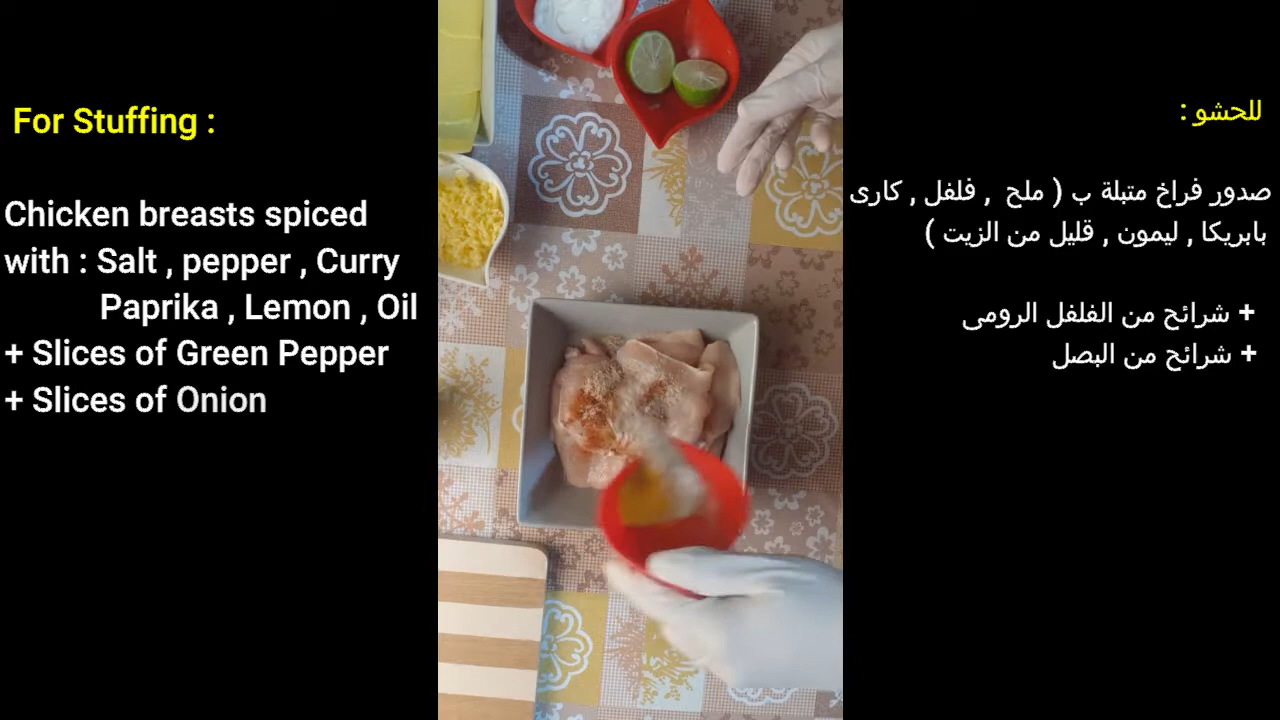 For Stuffing :
Chicken breasts spiced
with : Salt , pepper , Curry
Paprika , Lemon , Oil
+ Slices of Green Pepper
+ Slices of Onion
للحشو :
صدور فراخ متبلة ب ( ملح , فلفل , كارى
بابريكا , ليمون , قليل من الزيت )
+ شرائح من الفلفل الرومى
+ شرائح من البصل